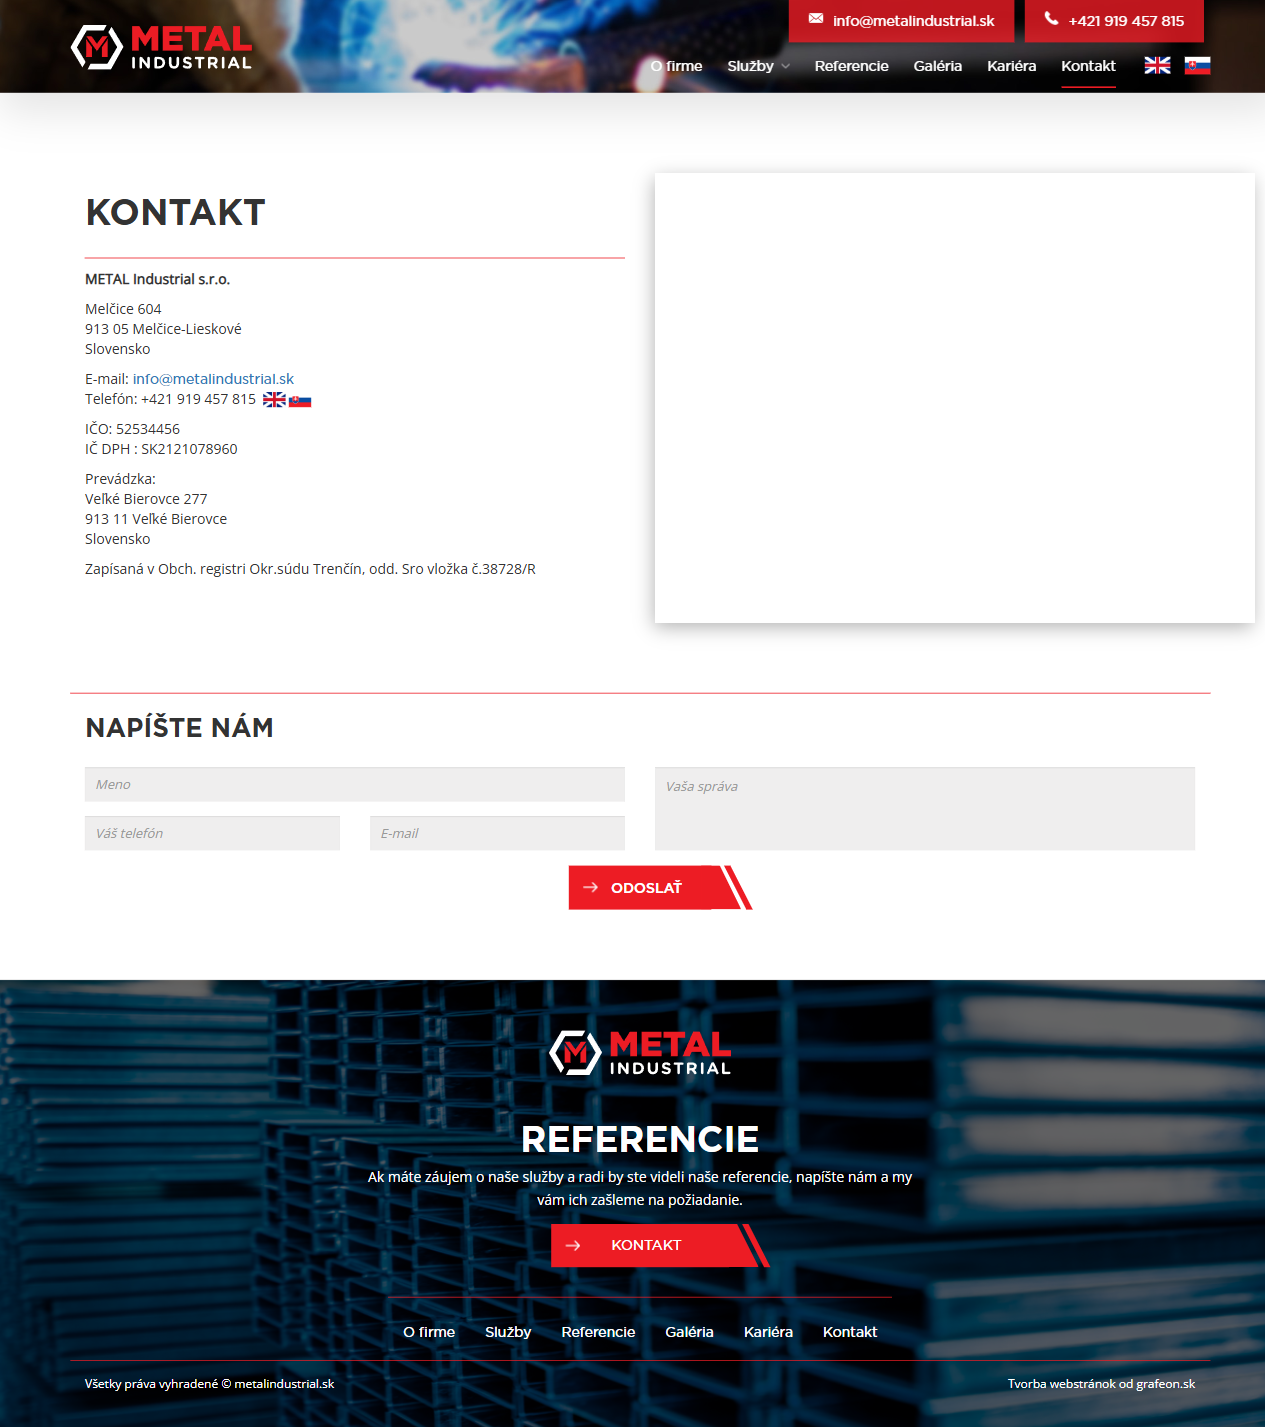 METAL
INDUSTRIAL
info@metalindustrial.sk
+421 919 457 815
O firme
Služby
Referencie
Galéria
Kariéra
Kontakt
KONTAKT
METAL Industrial s.r.o.
Melčice 604
913 05 Melčice-Lieskové
Slovensko
E-mail: info@metalindustrial.sk
Telefón: +421 919 457 815
IČO: 52534456
IČ DPH : SK2121078960
Prevádzka:
Veľké Bierovce 277
913 11 Veľké Bierovce
Slovensko
Zapísaná v Obch. registri Okr.súdu Trenčín, odd. Sro vložka č.38728/R
NAPÍŠTE NÁM
Meno
Váš telefón
E-mail
Vaša správa
ODOSLAŤ
METAL
INDUSTRIAL
REFERENCIE
Ak máte záujem o naše služby a radi by ste videli naše referencie, napíšte nám a my
vám ich zašleme na požiadanie.
KONTAKT
O firme
Služby
Referencie
Galéria
Kariéra
Kontakt
Všetky práva vyhradené © metalindustrial.sk
Tvorba webstránok od grafeon.sk